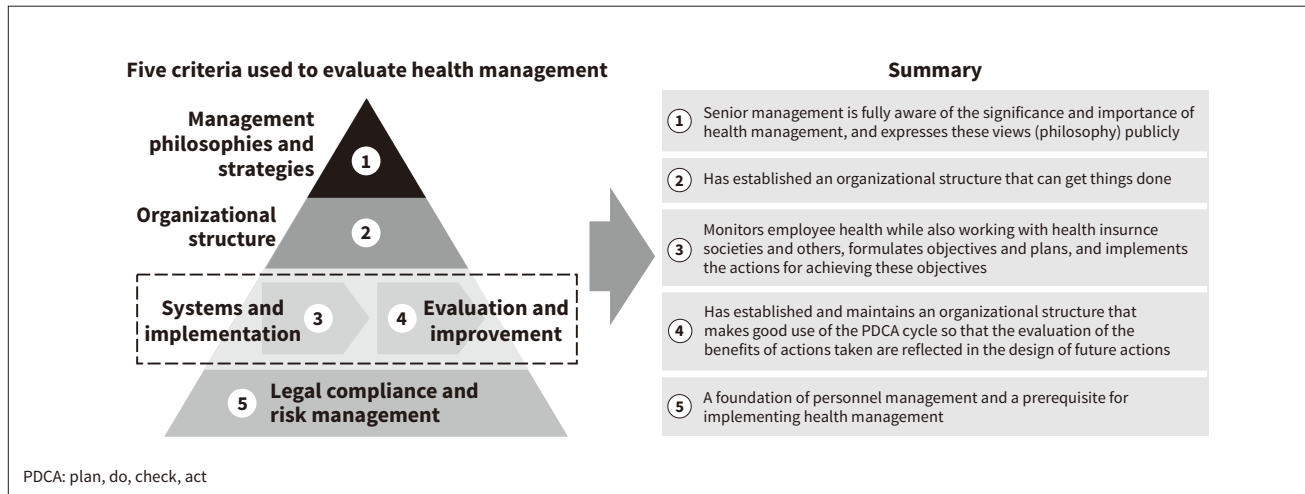 Five criteria used to evaluate health management
Management
philosophies and
strategies
1
Organizational
structure
2
Systems and
implementation
3
4
Evaluation and
improvement
5
Legal compliance and
risk management
Summary
1
Senior management is fully aware of the significance and importance of
health management, and expresses these views (philosophy) publicly
2
Has established an organizational structure that can get things done
3
Monitors employee health while also working with health insurnce
societies and others, formulates objectives and plans, and implements
the actions for achieving these objectives
4
Has established and maintains an organizational structure that
makes good use of the PDCA cycle so that the evaluation of the
benefits of actions taken are reflected in the design of future actions
5
A foundation of personnel management and a prerequisite for
implementing health management
PDCA: plan, do, check, act